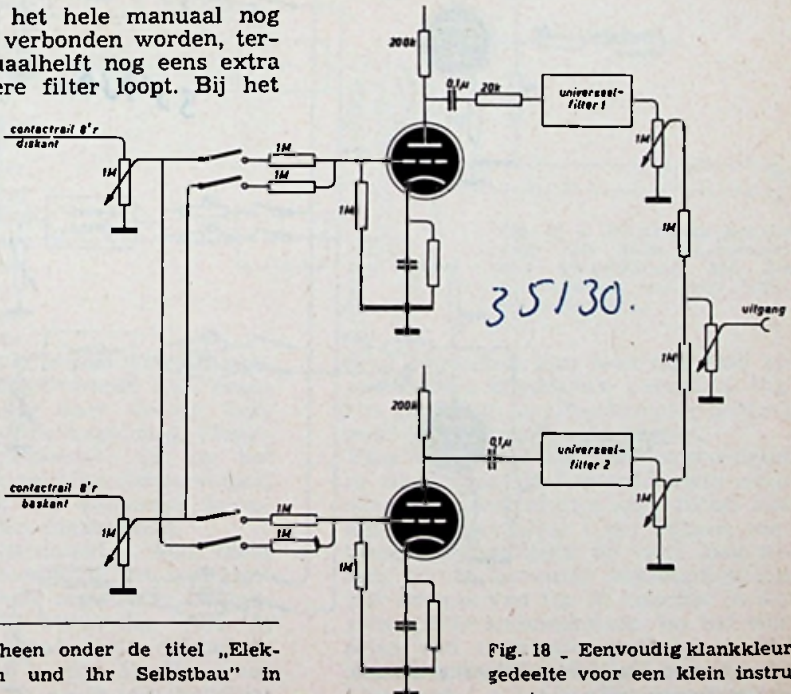 het hele manuaal nog
verbonden worden, ter-
uaalhelft nog eens extra
ere filter loopt. Bij het
200k
0,1µ
20k
universeel-
filter 1
contactrail 8'r
diskant
1M
1M
1M
1M
1M
1M
35130.
uitgang
1M
200k
0,1µ
universeel-
filter 2
contactrail 8'r
baskant
1M
1M
1M
1M
1M
heen onder de titel „Elek-
n und ihr Selbstbau" in
Fig. 18 _ Eenvoudig klankkleur
gedeelte voor een klein instru